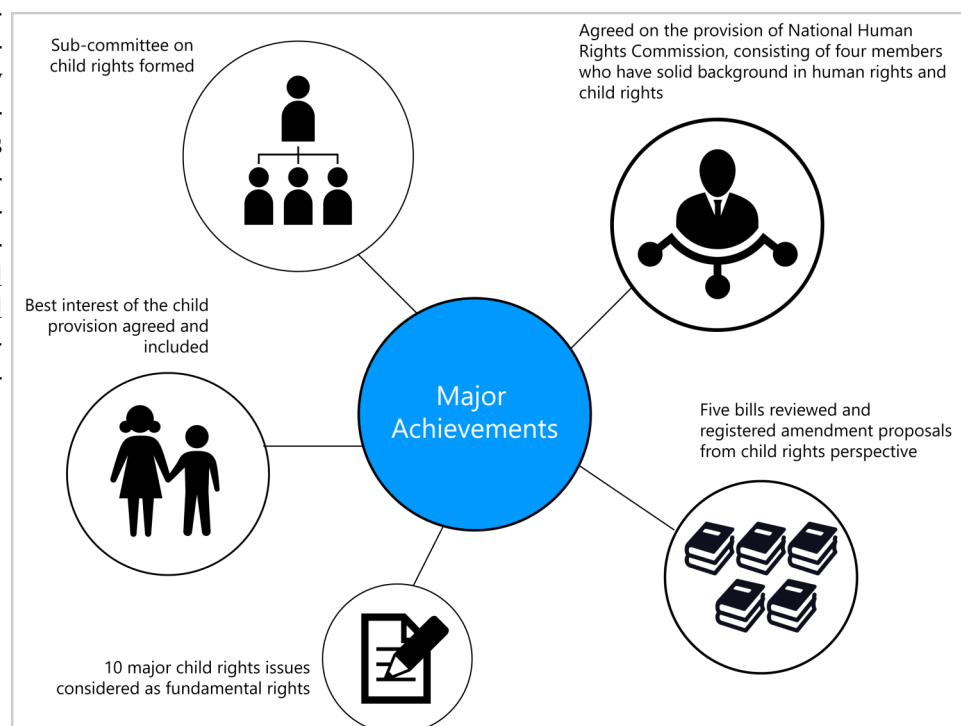 Sub-committee on
child rights formed
Agreed on the provision of National Human
Rights Commission, consisting of four members
who have solid background in human rights and
child rights
Best interest of the child
provision agreed and
included
Major
Achievements
Five bills reviewed and
registered amendment proposals
from child rights perspective
10 major child rights issues
considered as fundamental rights